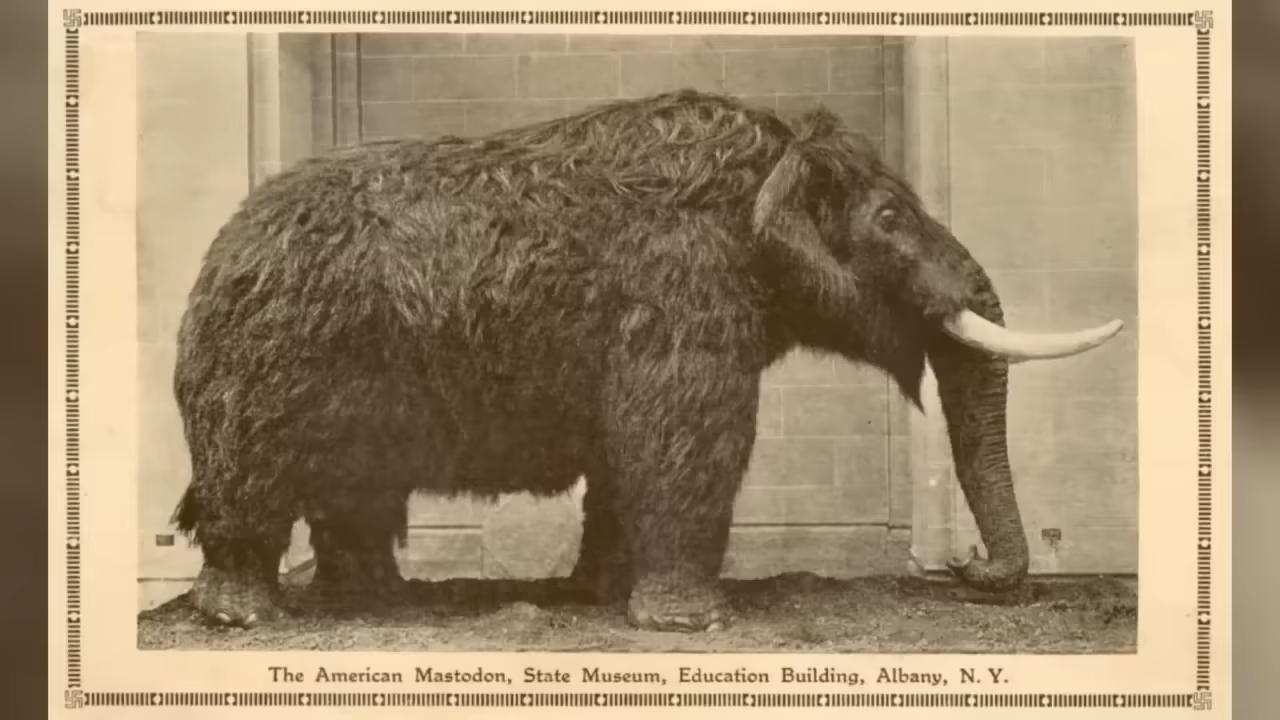 The American Mastodon, State Museum, Education Building, Albany, N. Y.